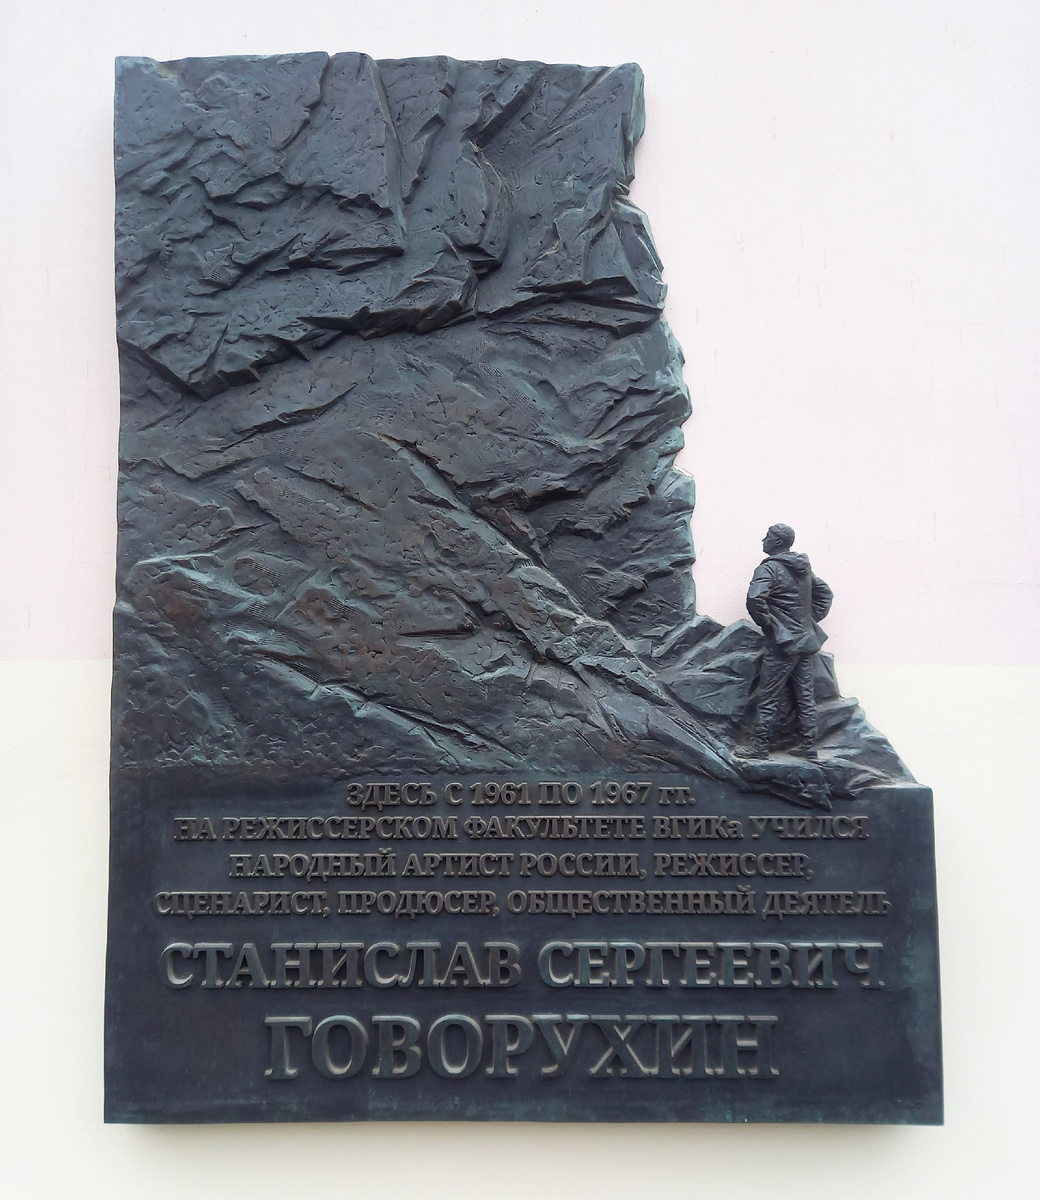 ЗДЕСЬ С 1961 ПО 1967 гг.
НА РЕЖИССЕРСКОМ ФАКУЛЬТЕТЕ ВГИКа УЧИЛСЯ
НАРОДНЫЙ АРТИСТ РОССИИ, РЕЖИССЕР,
СЦЕНАРИСТ, ПРОДЮСЕР, ОБЩЕСТВЕННЫЙ ДЕЯТЕЛЬ
СТАНИСЛАВ СЕРГЕЕВИЧ
ГОВОРУХИН